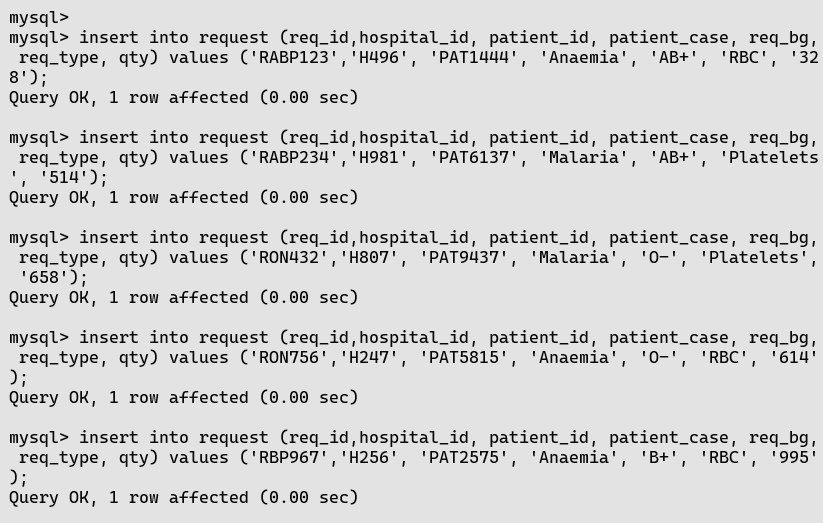 mysql>
mysql> insert into request (req_id,hospital_id, patient_id, patient_case, req_bg,
 req_type, qty) values ('RABP123','H496', 'PAT1444', 'Anaemia', 'AB+', 'RBC', '32
8');
Query OK, 1 row affected (0.00 sec)
mysql> insert into request (req_id,hospital_id, patient_id, patient_case, req_bg,
 req_type, qty) values ('RABP234','H981', 'PAT6137', 'Malaria', 'AB+', 'Platelets
', '514');
Query OK, 1 row affected (0.00 sec)
mysql> insert into request (req_id,hospital_id, patient_id, patient_case, req_bg,
 req_type, qty) values ('RON432','H807', 'PAT9437', 'Malaria', 'O-', 'Platelets',
 '658');
Query OK, 1 row affected (0.00 sec)
mysql> insert into request (req_id,hospital_id, patient_id, patient_case, req_bg,
 req_type, qty) values ('RON756','H247', 'PAT5815', 'Anaemia', 'O-', 'RBC', '614'
);
Query OK, 1 row affected (0.00 sec)
mysql> insert into request (req_id,hospital_id, patient_id, patient_case, req_bg,
 req_type, qty) values ('RBP967','H256', 'PAT2575', 'Anaemia', 'B+', 'RBC', '995'
);
Query OK, 1 row affected (0.00 sec)